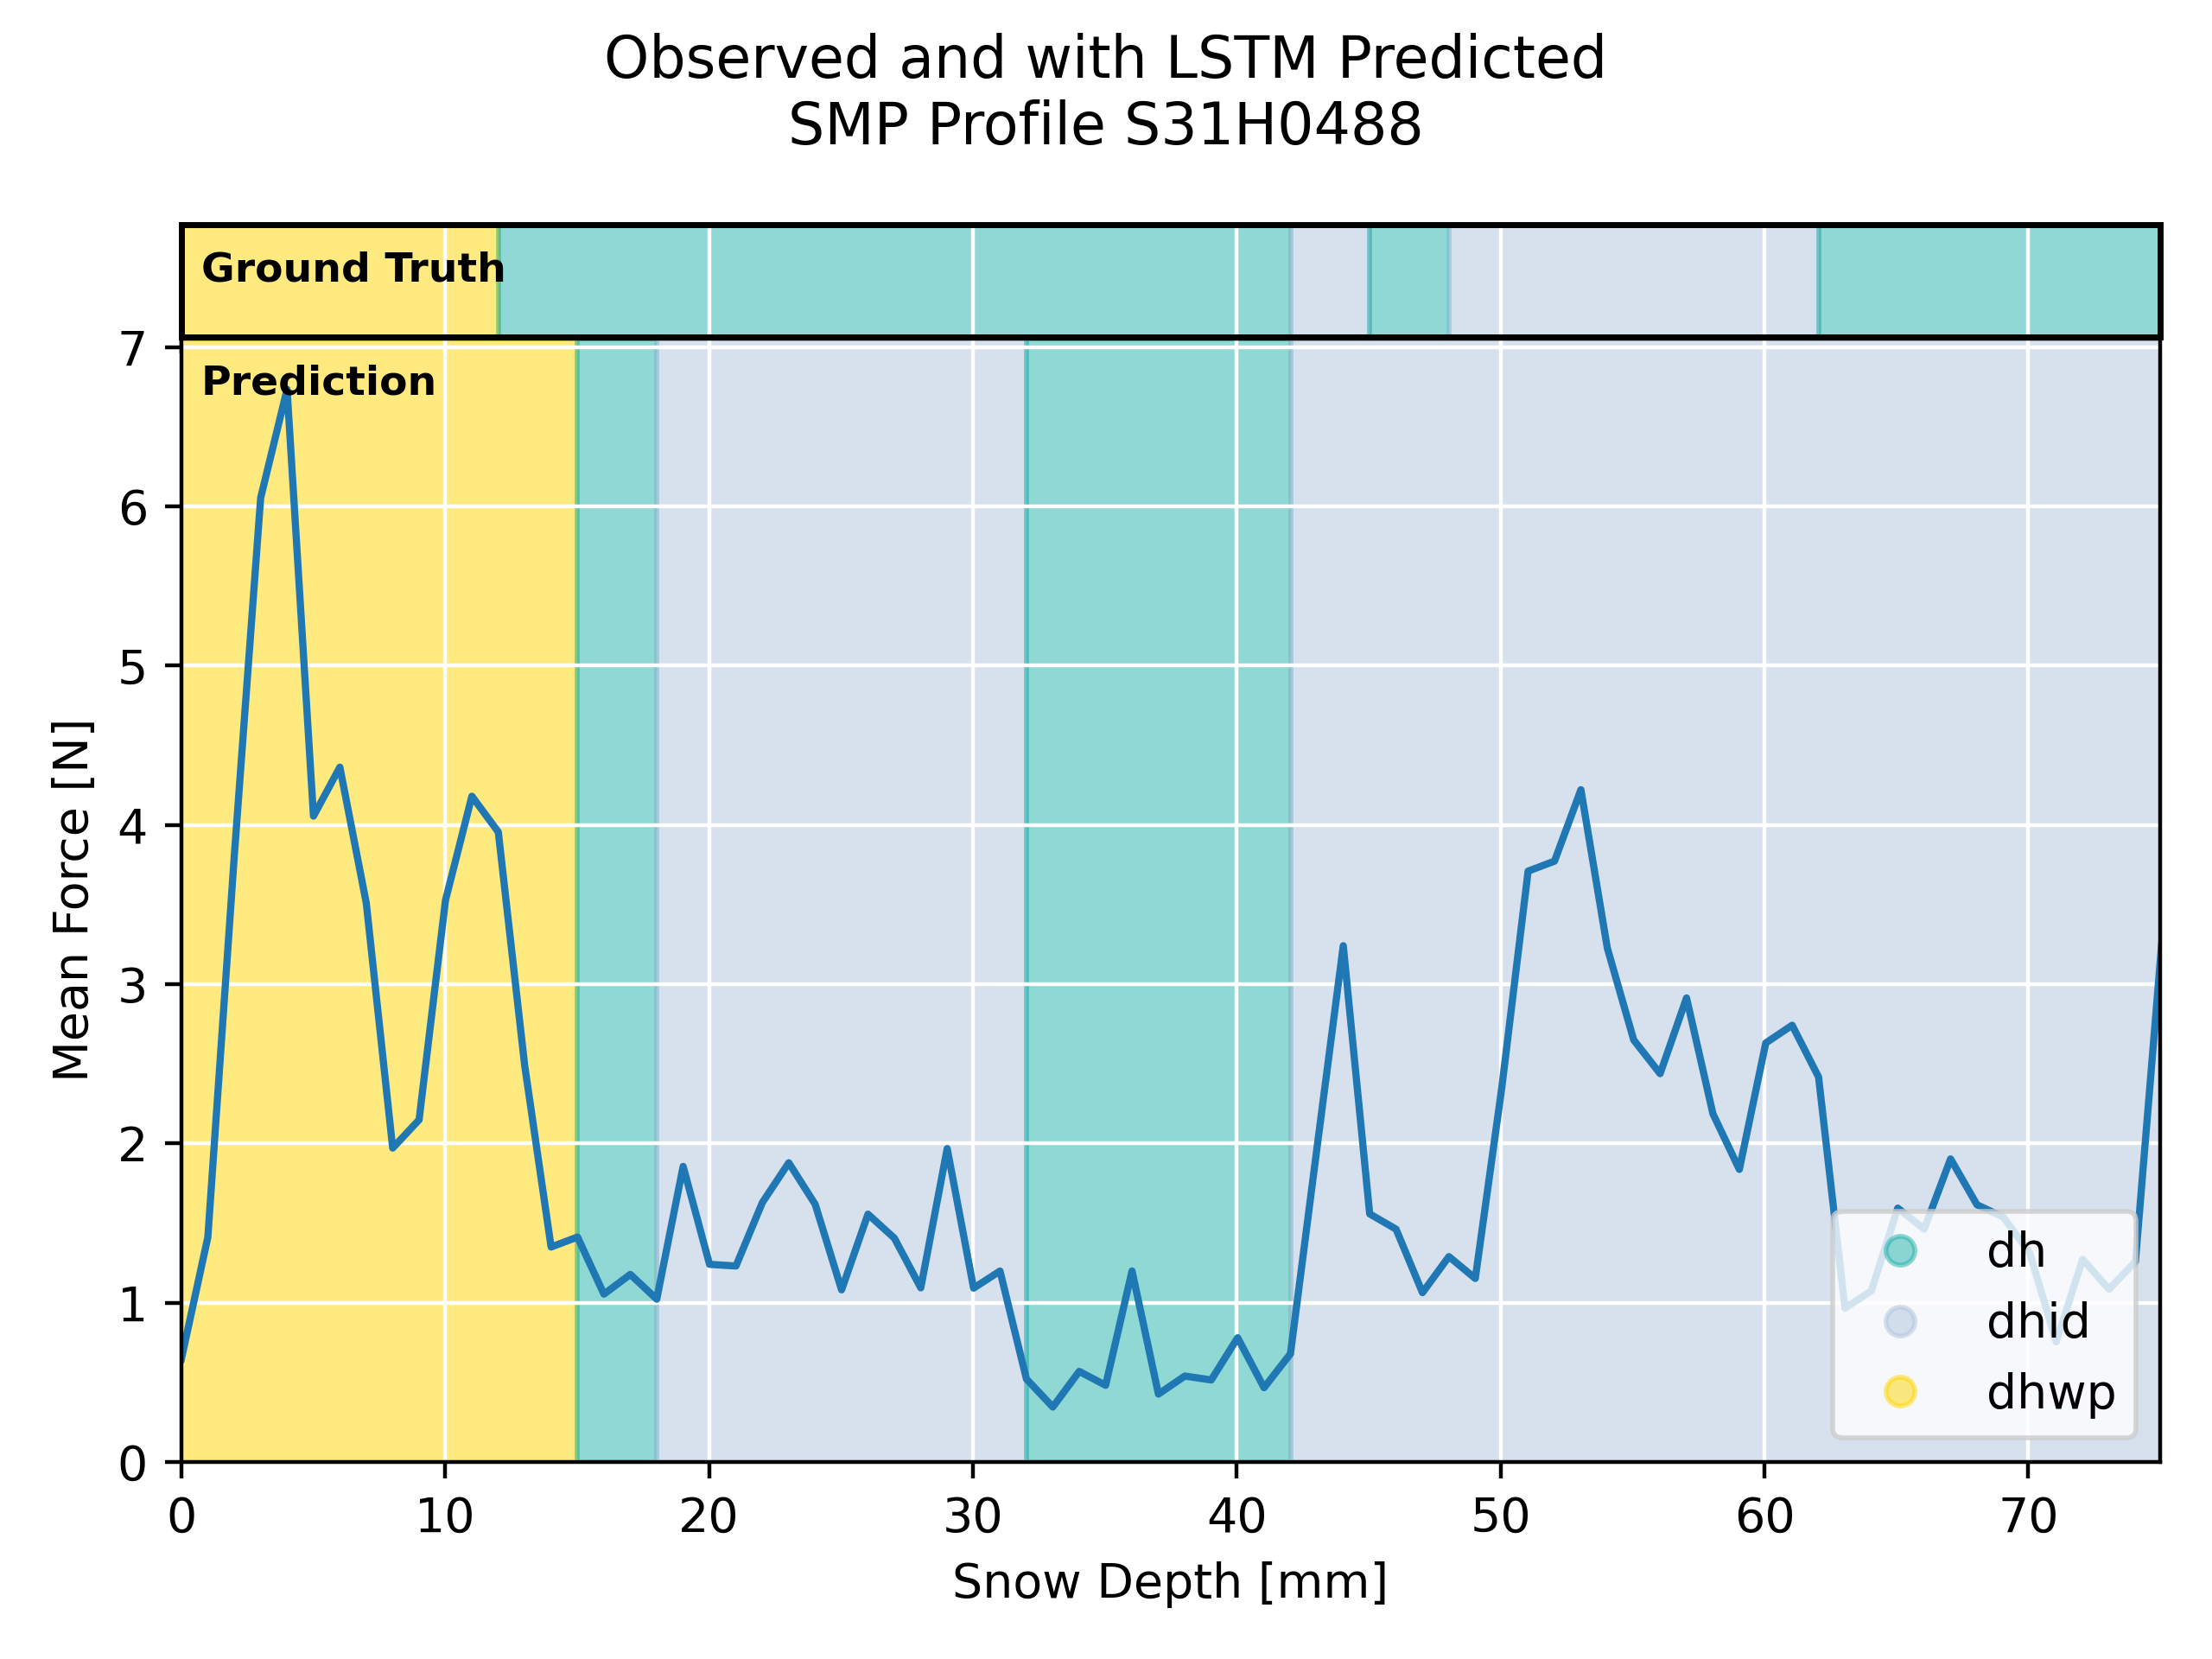 Observed and with LSTM Predicted
SMP Profile S31H0488
Ground Truth
Prediction
7
6
5
4
3
2
1
0
Mean Force [N]
dh
dhid
dhwp
0 10 20 30 40 50 60 70
Snow Depth [mm]